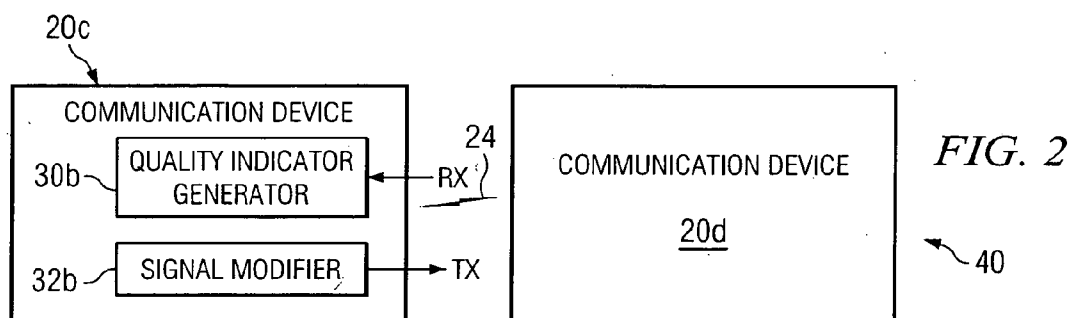 20c
COMMUNICATION DEVICE
QUALITY INDICATOR
GENERATOR
30b
RX
24
SIGNAL MODIFIER
32b
TX
COMMUNICATION DEVICE
20d
FIG. 2
40